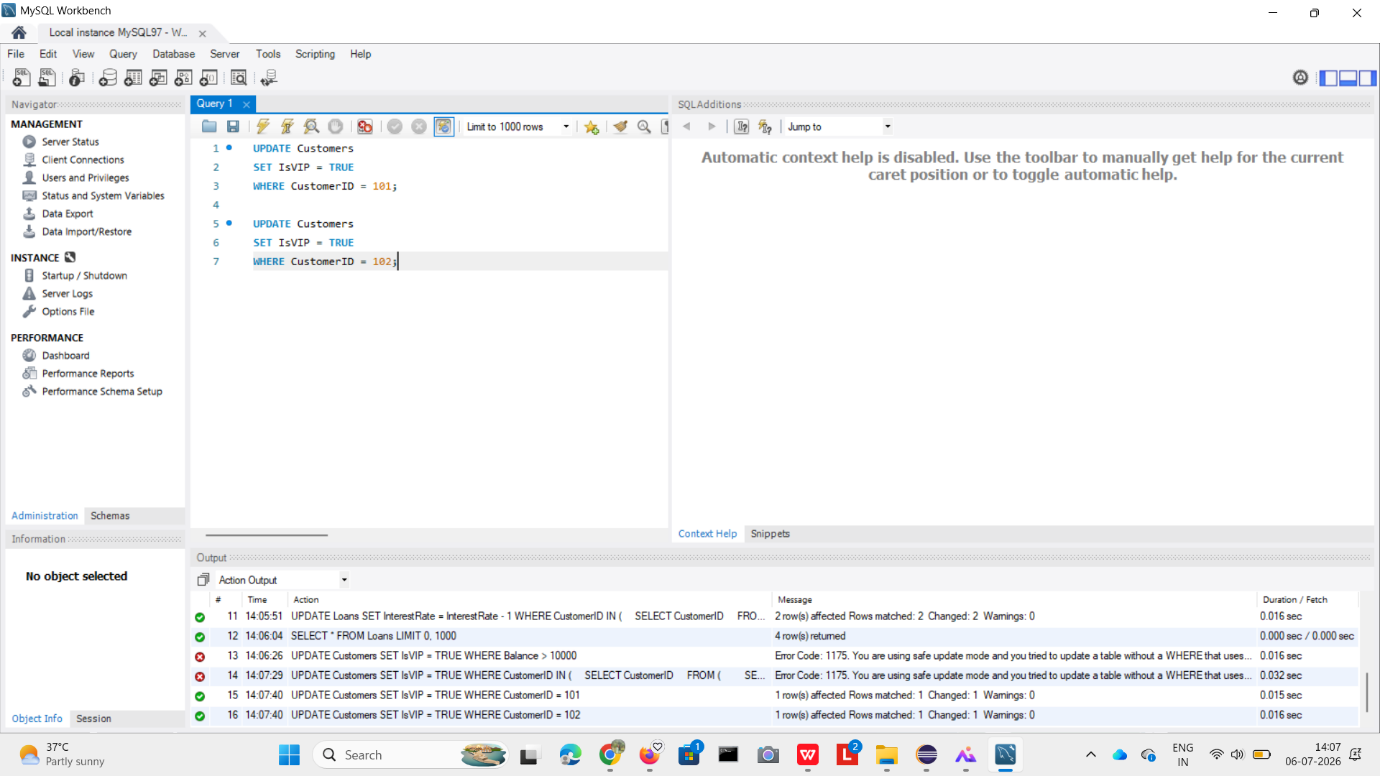 MySQL Workbench
Local instance MySQL97 - W...
File Edit View Query Database Server Tools Scripting Help
Navigator
MANAGEMENT
Server Status
Client Connections
Users and Privileges
Status and System Variables
Data Export
Data Import/Restore
INSTANCE
Startup / Shutdown
Server Logs
Options File
PERFORMANCE
Dashboard
Performance Reports
Performance Schema Setup
Administration Schemas
Information
No object selected
Object Info Session
Query 1
Limit to 1000 rows
1 UPDATE Customers
2 SET IsVIP = TRUE
3 WHERE CustomerID = 101;
4
5 UPDATE Customers
6 SET IsVIP = TRUE
7 WHERE CustomerID = 102;
SQLAdditions
Jump to
Automatic context help is disabled. Use the toolbar to manually get help for the current
caret position or to toggle automatic help.
Context Help Snippets
Output
Action Output
# Time Action Message Duration / Fetch
11 14:05:51 UPDATE Loans SET InterestRate = InterestRate - 1 WHERE CustomerID IN ( SELECT CustomerID FRO... 2 row(s) affected Rows matched: 2 Changed: 2 Warnings: 0 0.016 sec
12 14:06:04 SELECT * FROM Loans LIMIT 0, 1000 4 row(s) returned 0.000 sec / 0.000 sec
13 14:06:26 UPDATE Customers SET IsVIP = TRUE WHERE Balance > 10000 Error Code: 1175. You are using safe update mode and you tried to update a table without a WHERE that uses... 0.016 sec
14 14:07:29 UPDATE Customers SET IsVIP = TRUE WHERE CustomerID IN ( SELECT CustomerID FROM ( SE... Error Code: 1175. You are using safe update mode and you tried to update a table without a WHERE that uses... 0.032 sec
15 14:07:40 UPDATE Customers SET IsVIP = TRUE WHERE CustomerID = 101 1 row(s) affected Rows matched: 1 Changed: 1 Warnings: 0 0.015 sec
16 14:07:40 UPDATE Customers SET IsVIP = TRUE WHERE CustomerID = 102 1 row(s) affected Rows matched: 1 Changed: 1 Warnings: 0 0.016 sec
37°C
Partly sunny
Search
1
2
ENG
IN
14:07
06-07-2026